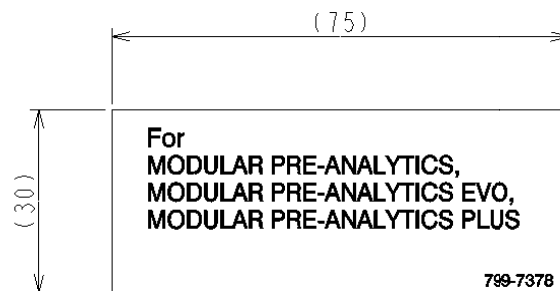 (75)
(30)
For
MODULAR PRE-ANALYTICS,
MODULAR PRE-ANALYTICS EVO,
MODULAR PRE-ANALYTICS PLUS
799-7378